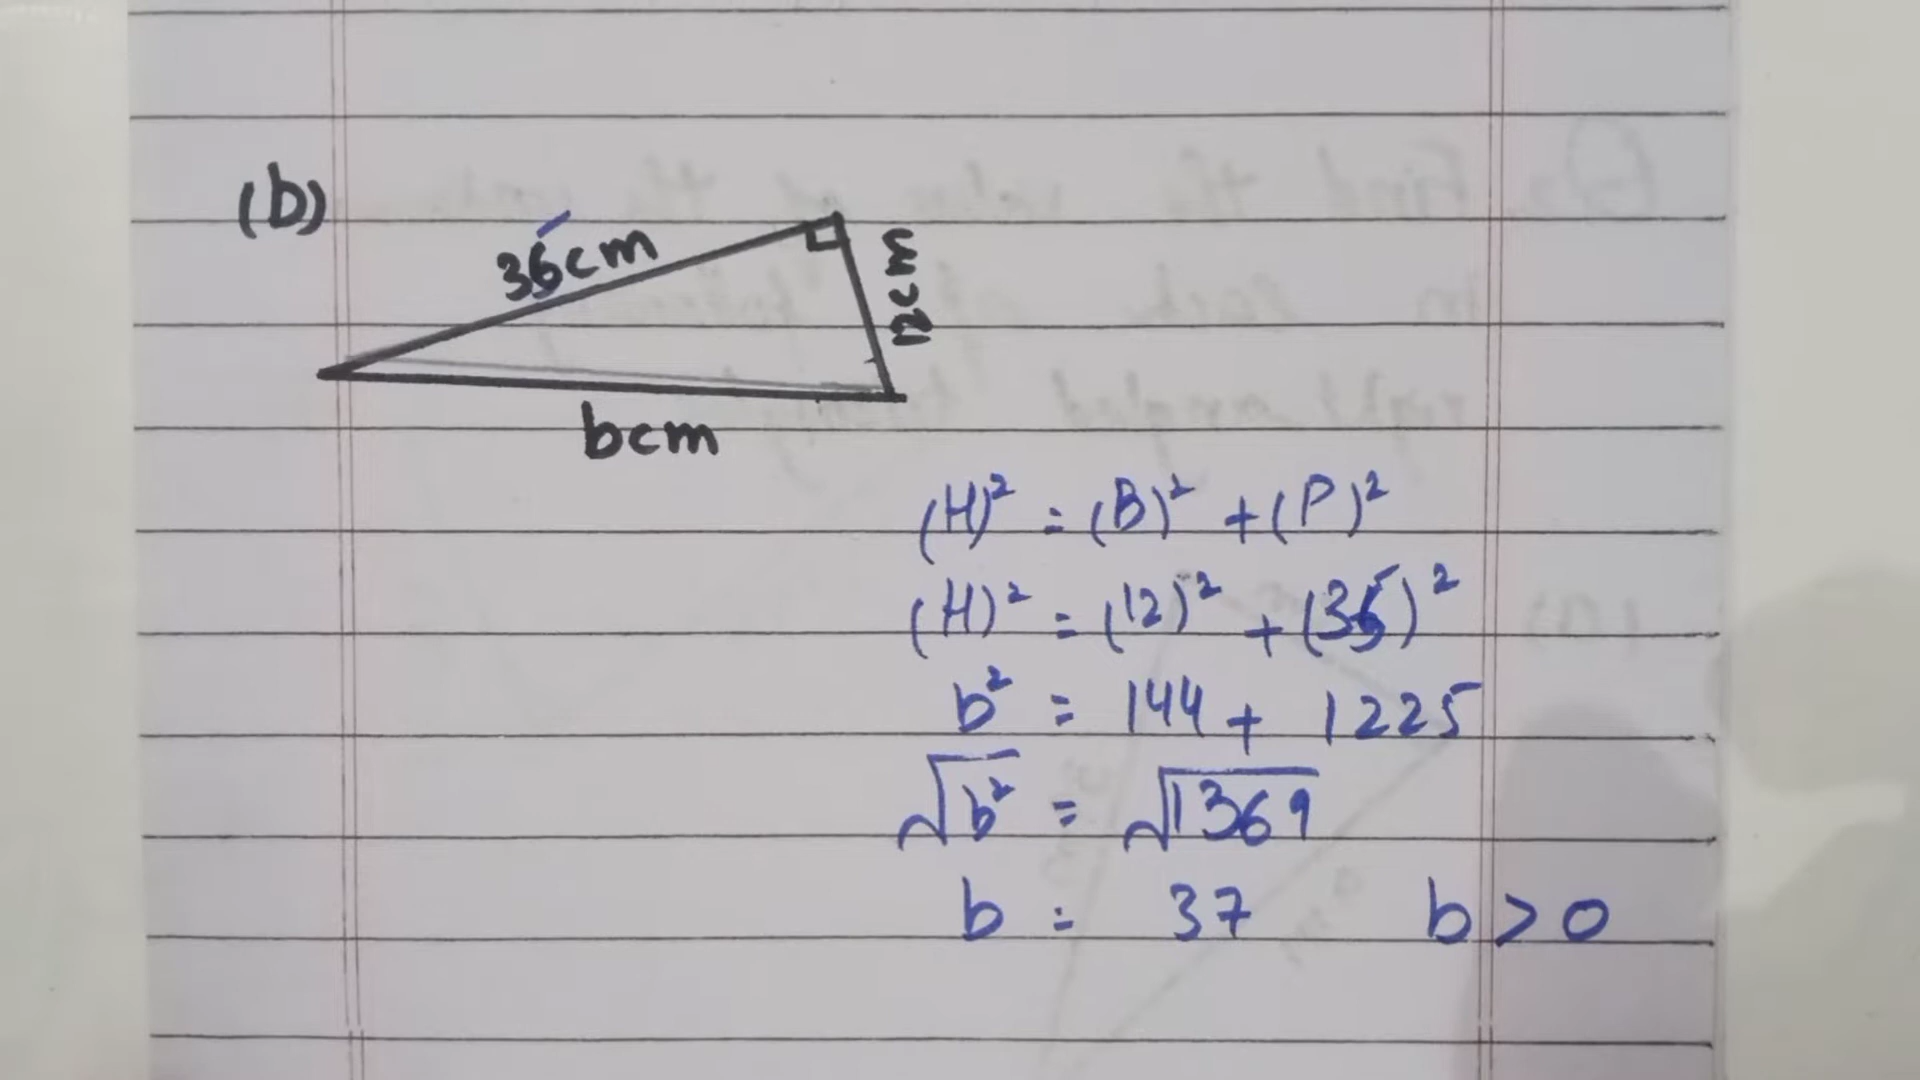 (b)
35cm
12cm
bcm
(H)² = (B)² + (P)²
(H)² = (12)² + (35)²
b² = 144 + 1225
√b² = √1369
b = 37 b > 0